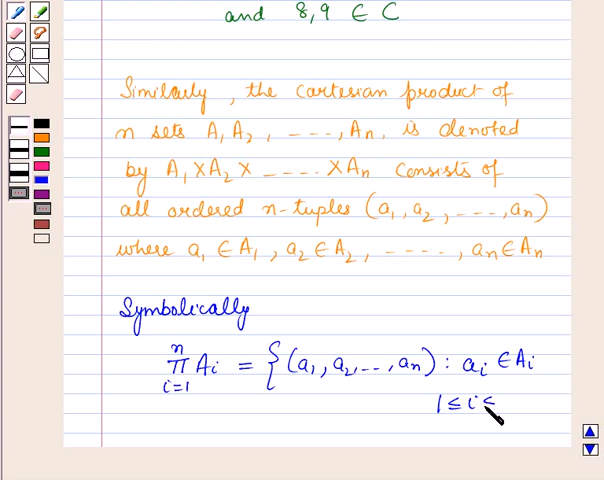 and 8,9 ∈ C
Similarly, the cartesian product of
n sets A₁, A₂, ----, Aₙ, is denoted
by A₁ × A₂ × ----- × Aₙ consists of
all ordered n-tuples (a₁, a₂, ----, aₙ)
where a₁ ∈ A₁, a₂ ∈ A₂, -----, aₙ ∈ Aₙ
Symbolically
n
π Aᵢ = { (a₁, a₂, --, aₙ) : aᵢ ∈ Aᵢ
i=1
1 ≤ i ≤